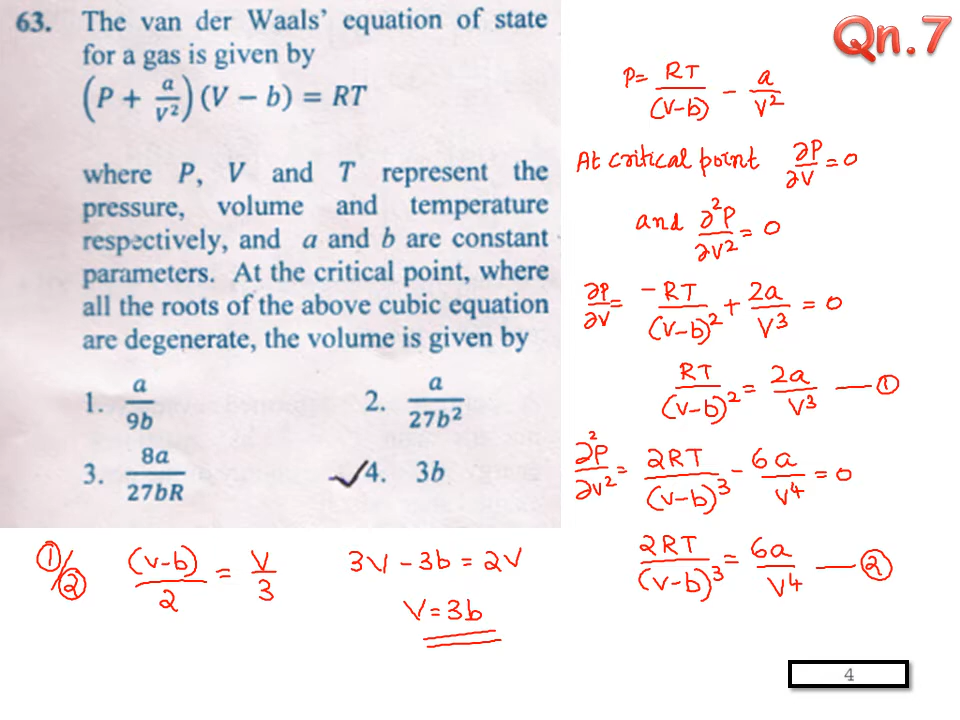 63. The van der Waals' equation of state
for a gas is given by
(P + a/V²) (V − b) = RT
where P, V and T represent the
pressure, volume and temperature
respectively, and a and b are constant
parameters. At the critical point, where
all the roots of the above cubic equation
are degenerate, the volume is given by
1. a/9b 2. a/27b²
3. 8a/27bR ✓4. 3b
Qn.7
P= RT/(V-b) - a/V²
At critical point ∂P/∂V = 0
and ∂²P/∂V² = 0
∂P/∂V = -RT/(V-b)² + 2a/V³ = 0
RT/(V-b)² = 2a/V³ —①
∂²P/∂V² = 2RT/(V-b)³ - 6a/V⁴ = 0
2RT/(V-b)³ = 6a/V⁴ —②
①/② (V-b)/2 = V/3 3V - 3b = 2V
V = 3b
4